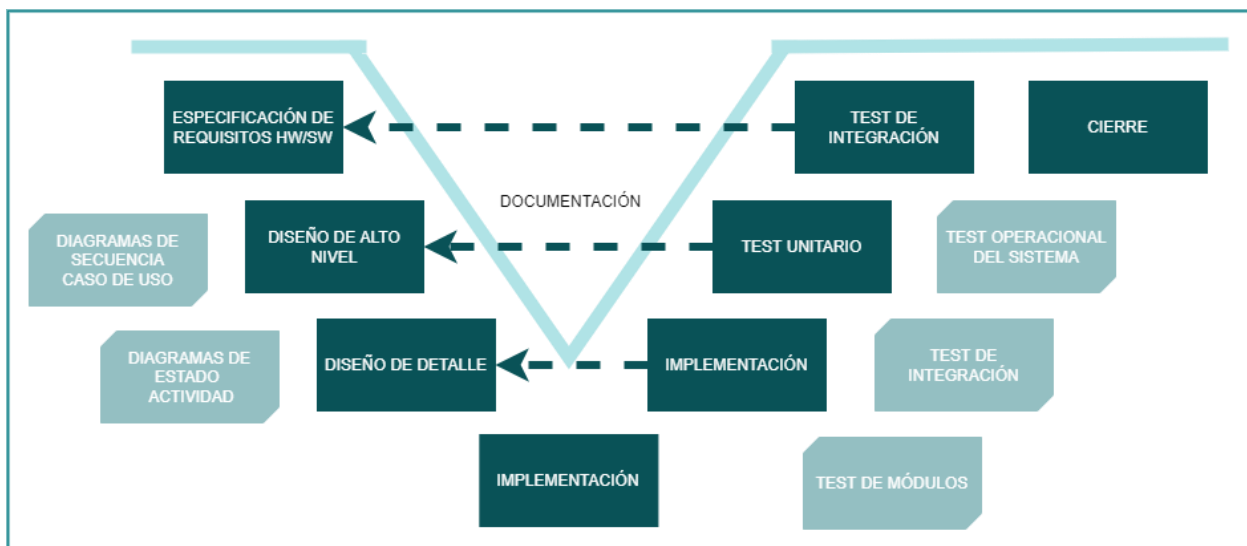 ESPECIFICACIÓN DE
REQUISITOS HW/SW
TEST DE
INTEGRACIÓN
CIERRE
DOCUMENTACIÓN
DIAGRAMAS DE
SECUENCIA
CASO DE USO
DISEÑO DE ALTO
NIVEL
TEST UNITARIO
TEST OPERACIONAL
DEL SISTEMA
DIAGRAMAS DE
ESTADO
ACTIVIDAD
DISEÑO DE DETALLE
IMPLEMENTACIÓN
TEST DE
INTEGRACIÓN
IMPLEMENTACIÓN
TEST DE MÓDULOS